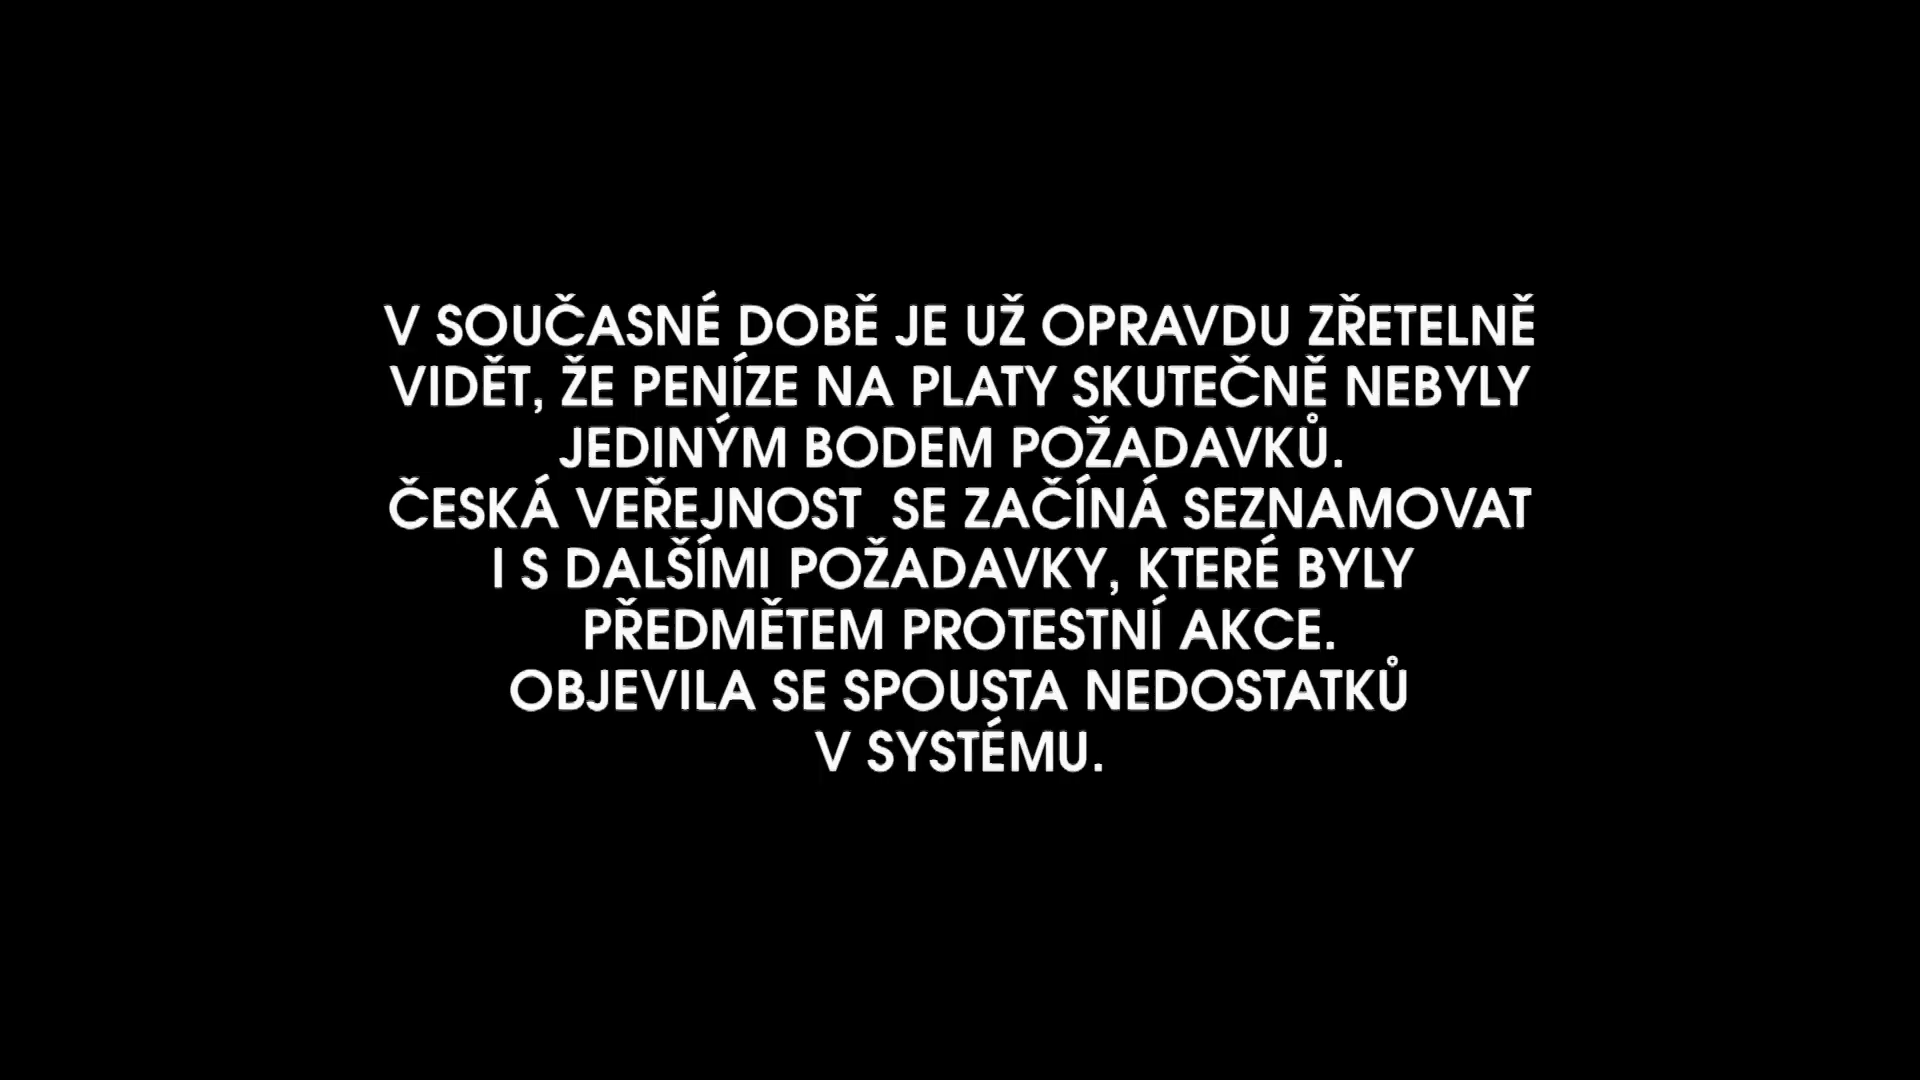 V SOUČASNÉ DOBĚ JE UŽ OPRAVDU ZŘETELNĚ
VIDĚT, ŽE PENÍZE NA PLATY SKUTEČNĚ NEBYLY
JEDINÝM BODEM POŽADAVKŮ.
ČESKÁ VEŘEJNOST  SE ZAČÍNÁ SEZNAMOVAT
I S DALŠÍMI POŽADAVKY, KTERÉ BYLY
PŘEDMĚTEM PROTESTNÍ AKCE.
OBJEVILA SE SPOUSTA NEDOSTATKŮ
V SYSTÉMU.